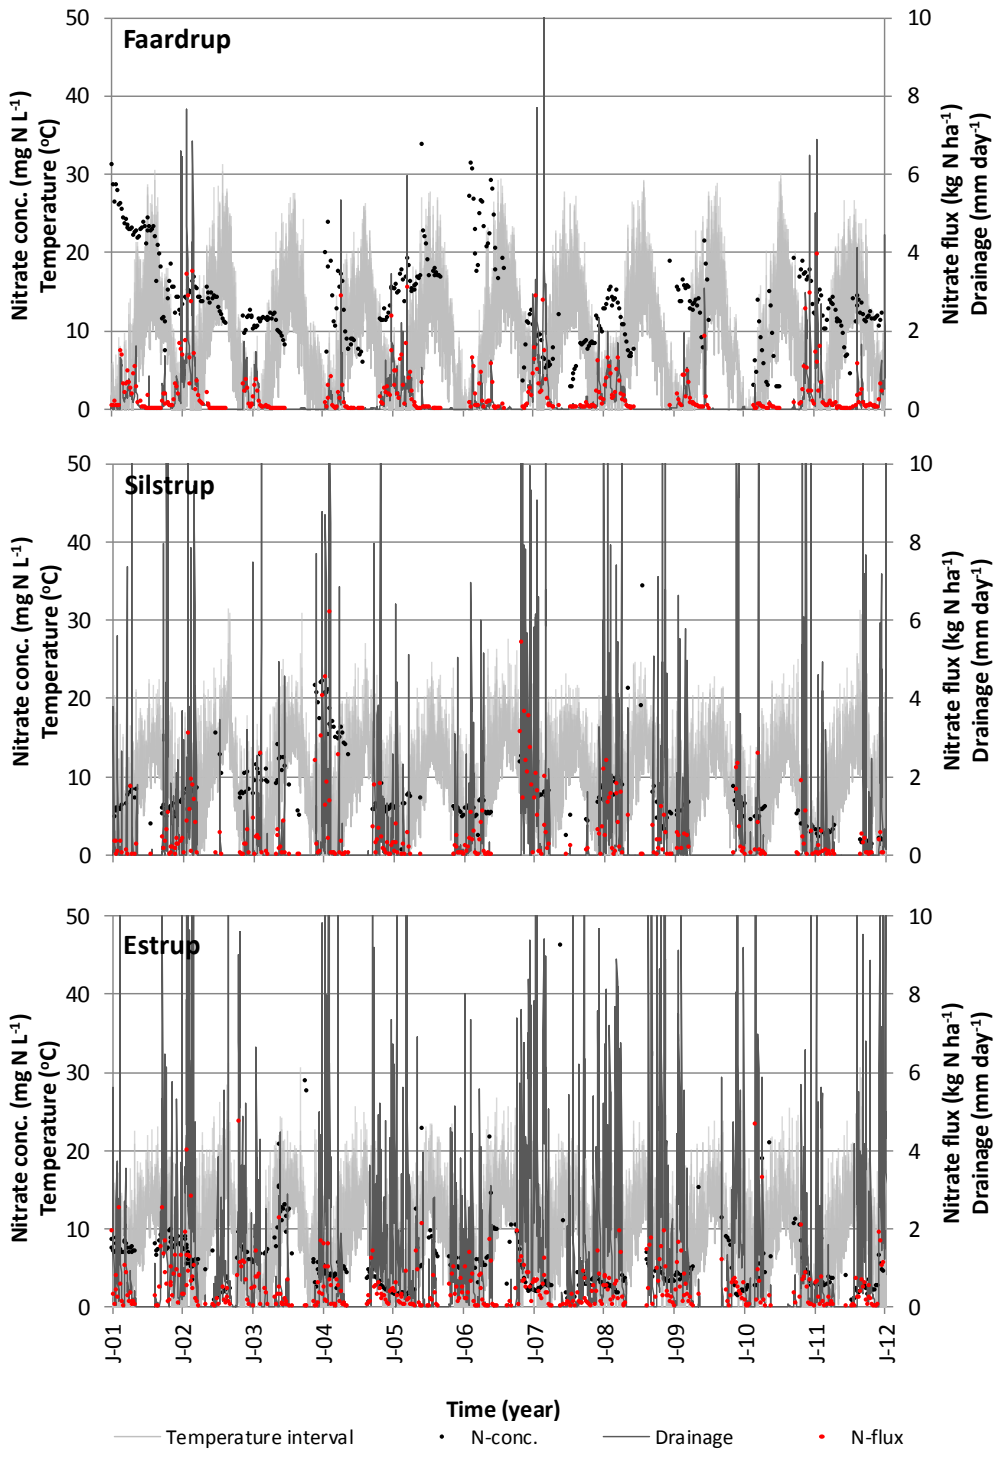 Faardrup
Nitrate conc. (mg N L-1)
Temperature (oC)
50
40
30
20
10
0
10
8
6
4
2
0
Nitrate flux (kg N ha-1)
Drainage (mm day-1)
Silstrup
Nitrate conc. (mg N L-1)
Temperature (oC)
50
40
30
20
10
0
10
8
6
4
2
0
Nitrate flux (kg N ha-1)
Drainage (mm day-1)
Estrup
Nitrate conc. (mg N L-1)
Temperature (oC)
50
40
30
20
10
0
10
8
6
4
2
0
Nitrate flux (kg N ha-1)
Drainage (mm day-1)
J-01 J-02 J-03 J-04 J-05 J-06 J-07 J-08 J-09 J-10 J-11 J-12
Time (year)
Temperature interval N-conc. Drainage N-flux